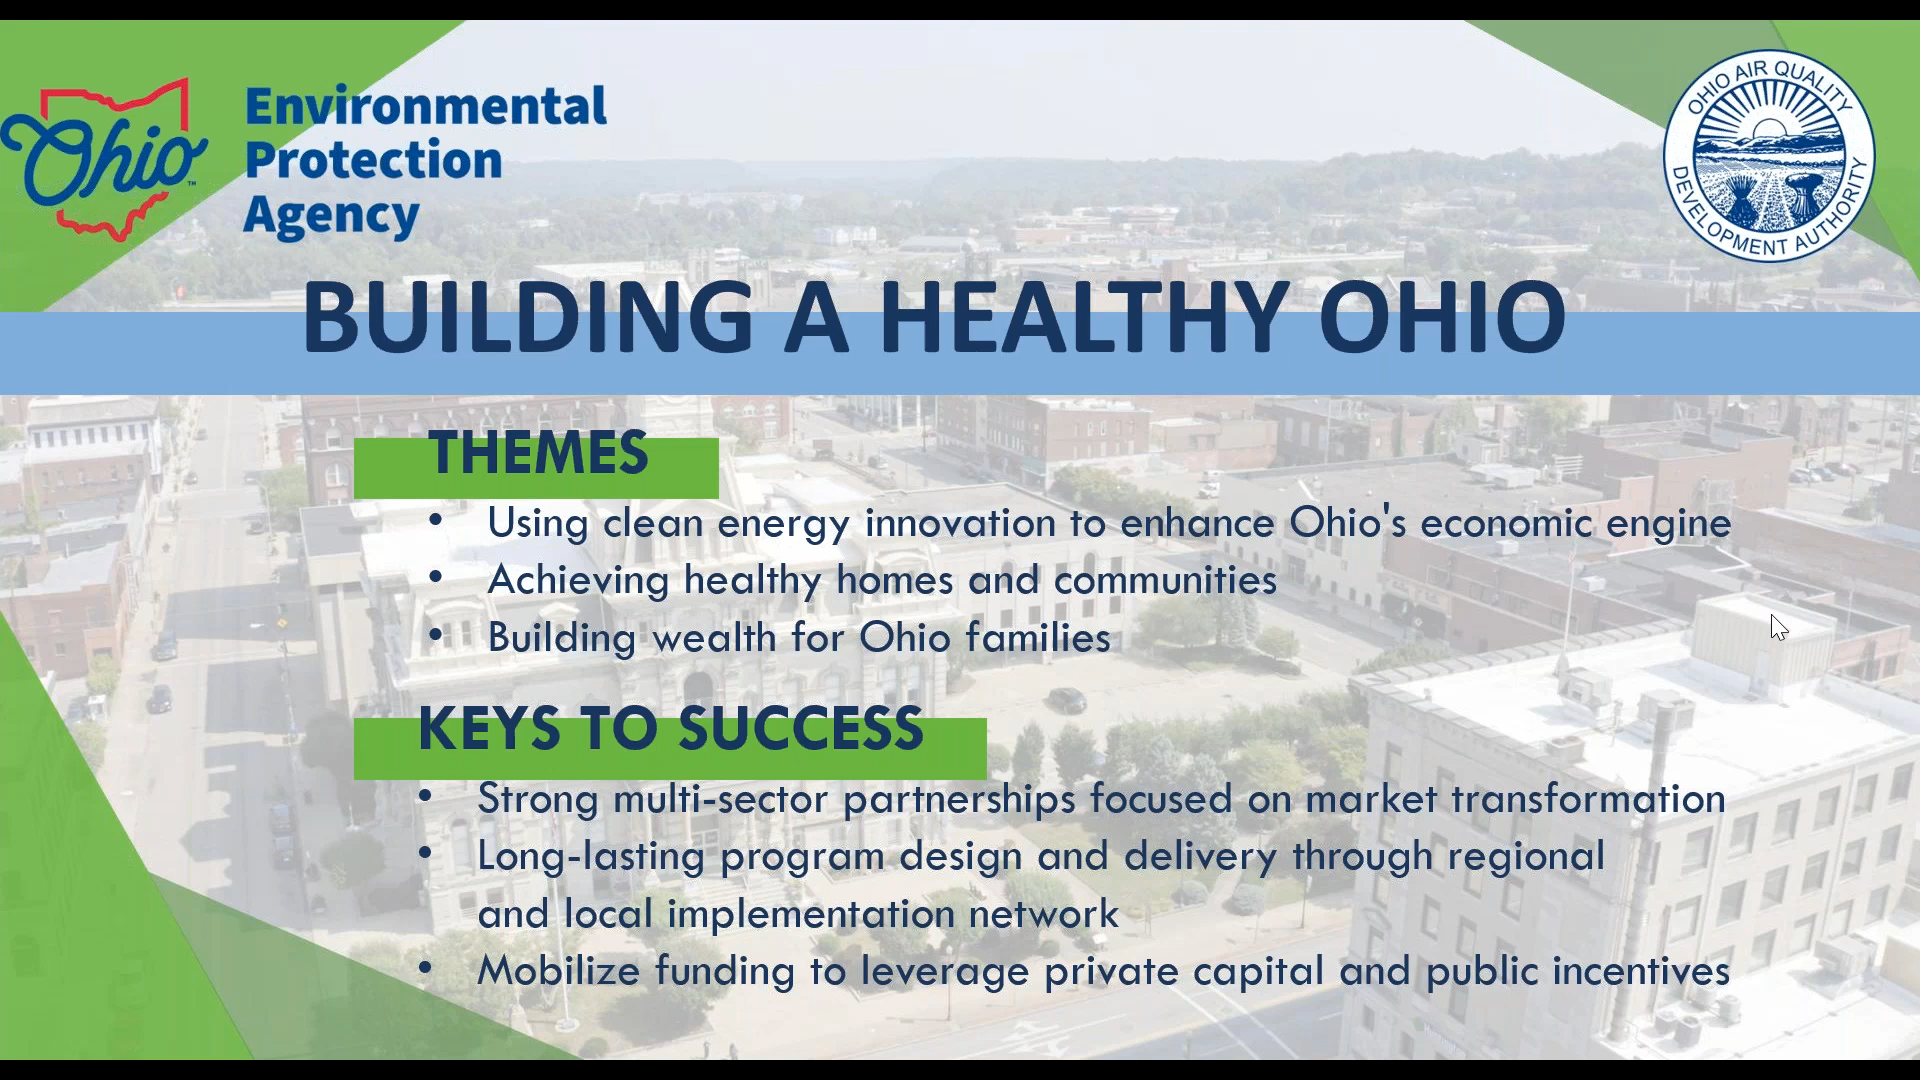 Ohio™
Environmental
Protection
Agency
OHIO AIR QUALITY
DEVELOPMENT AUTHORITY
BUILDING A HEALTHY OHIO
THEMES
• Using clean energy innovation to enhance Ohio's economic engine
• Achieving healthy homes and communities
• Building wealth for Ohio families
KEYS TO SUCCESS
• Strong multi-sector partnerships focused on market transformation
• Long-lasting program design and delivery through regional
and local implementation network
• Mobilize funding to leverage private capital and public incentives